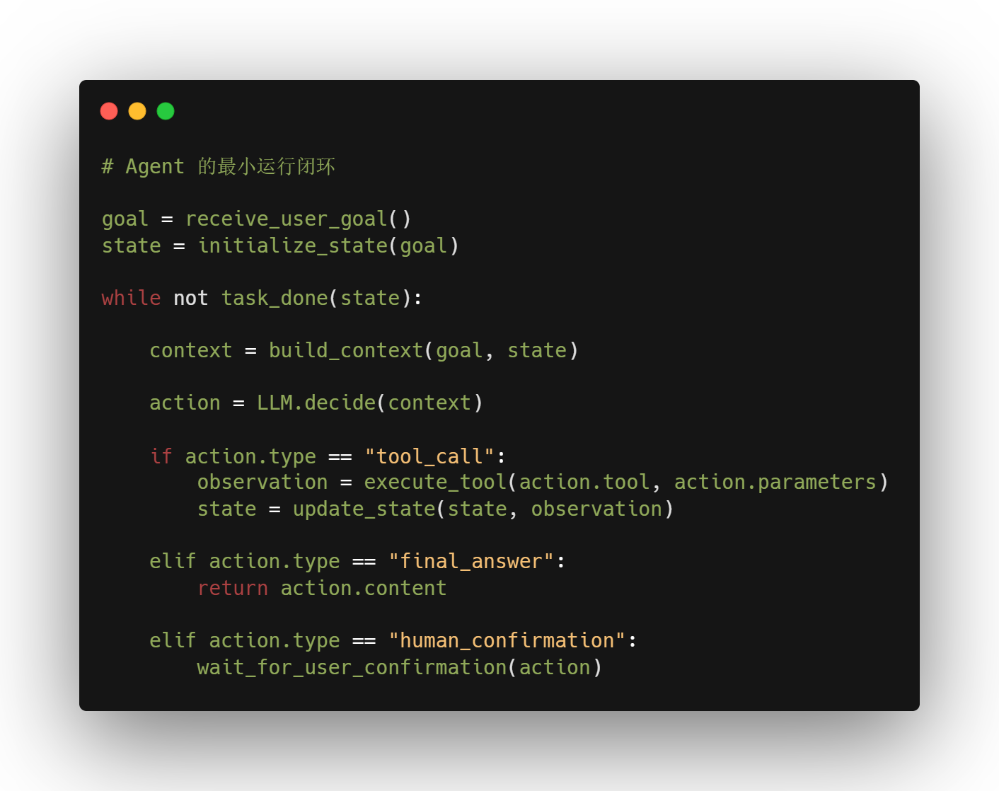 # Agent 的最小运行闭环
goal = receive_user_goal()
state = initialize_state(goal)
while not task_done(state):
    context = build_context(goal, state)
    action = LLM.decide(context)
    if action.type == "tool_call":
        observation = execute_tool(action.tool, action.parameters)
        state = update_state(state, observation)
    elif action.type == "final_answer":
        return action.content
    elif action.type == "human_confirmation":
        wait_for_user_confirmation(action)